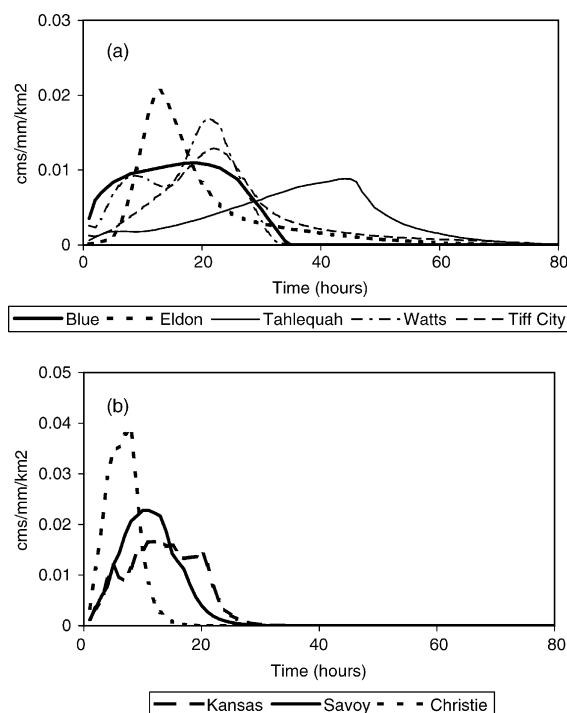 0.03
(a)
0.02
cms/mm/km2
0.01
0
0 20 40 60 80
Time (hours)
Blue Eldon Tahlequah Watts Tiff City
0.05
(b)
0.04
0.03
cms/mm/km2
0.02
0.01
0
0 20 40 60 80
Time (hours)
Kansas Savoy Christie